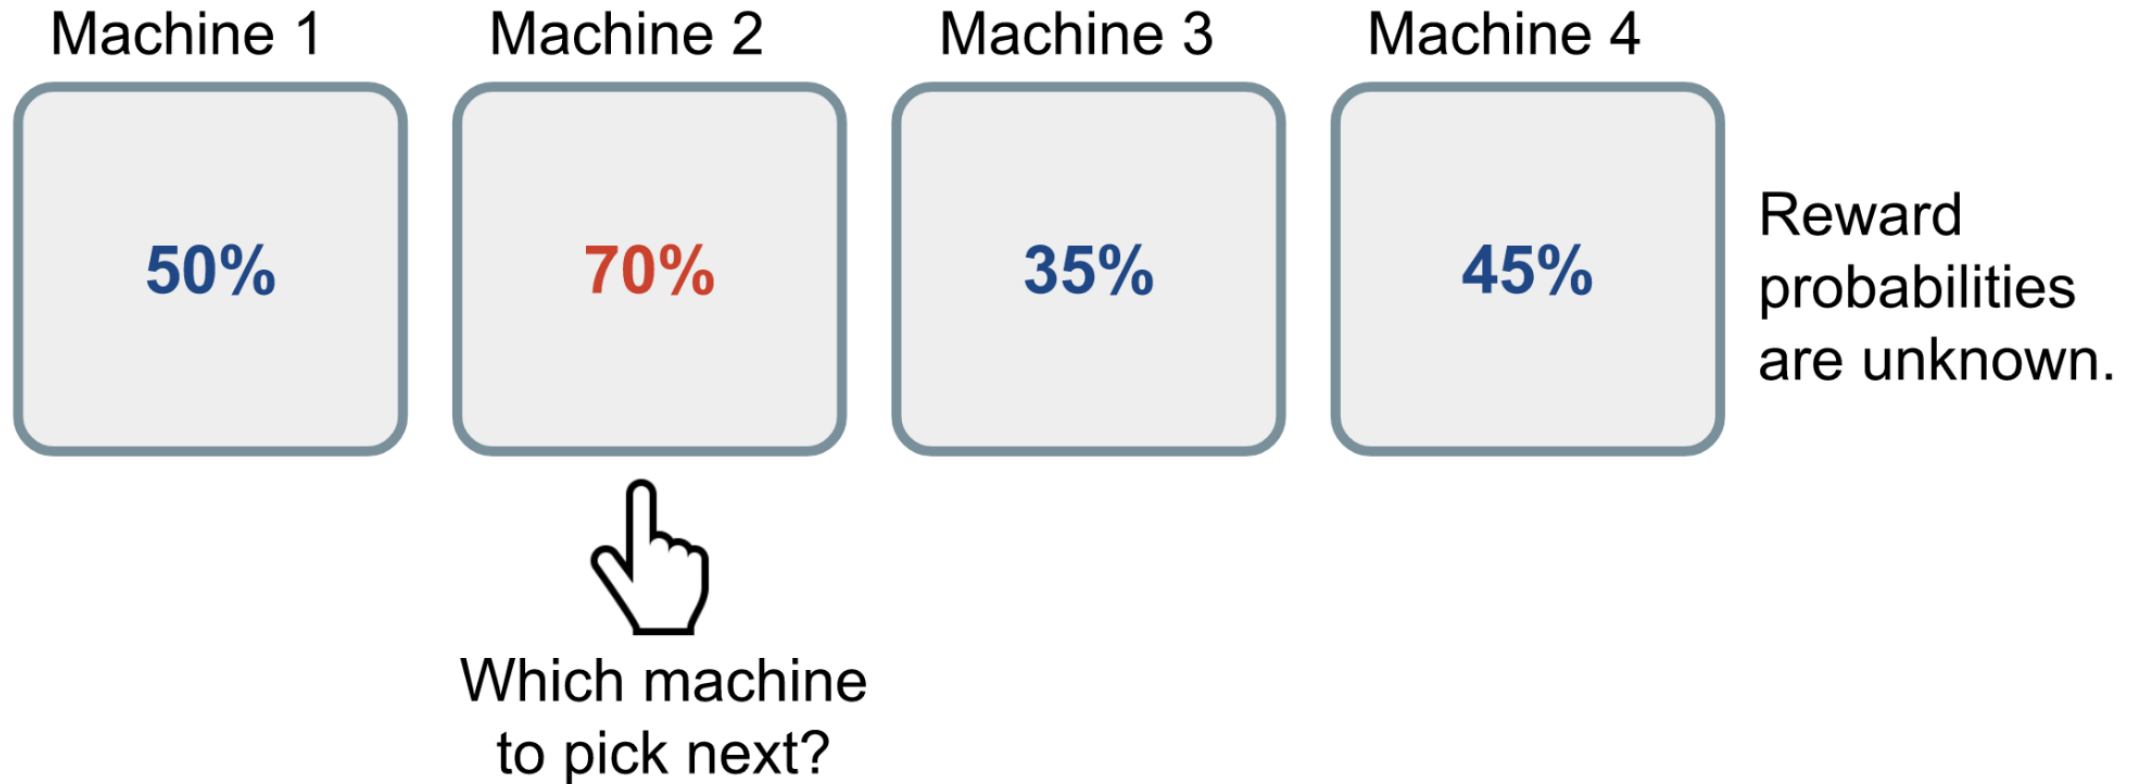 Machine 1
Machine 2
Machine 3
Machine 4
50%
70%
35%
45%
Reward
probabilities
are unknown.
Which machine
to pick next?